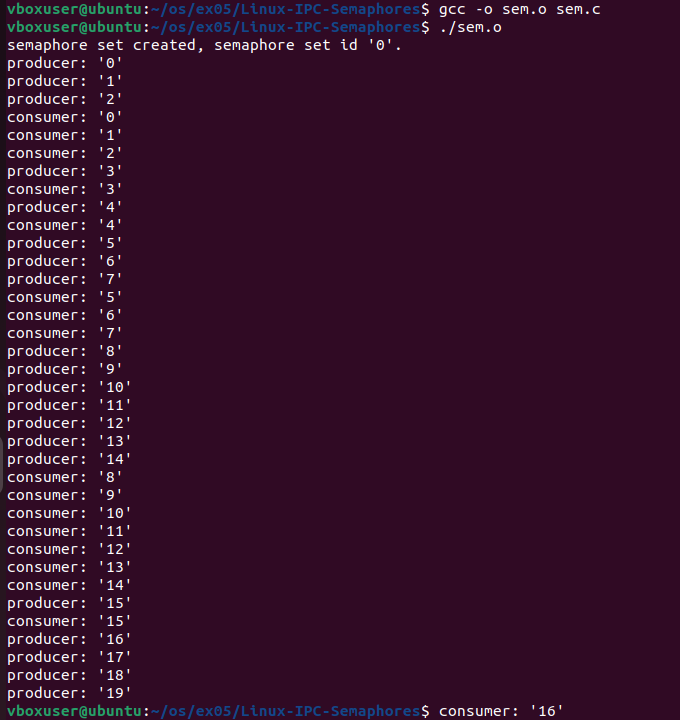 vboxuser@ubuntu:~/os/ex05/Linux-IPC-Semaphores$ gcc -o sem.o sem.c
vboxuser@ubuntu:~/os/ex05/Linux-IPC-Semaphores$ ./sem.o
semaphore set created, semaphore set id '0'.
producer: '0'
producer: '1'
producer: '2'
consumer: '0'
consumer: '1'
consumer: '2'
producer: '3'
consumer: '3'
producer: '4'
consumer: '4'
producer: '5'
producer: '6'
producer: '7'
consumer: '5'
consumer: '6'
consumer: '7'
producer: '8'
producer: '9'
producer: '10'
producer: '11'
producer: '12'
producer: '13'
producer: '14'
consumer: '8'
consumer: '9'
consumer: '10'
consumer: '11'
consumer: '12'
consumer: '13'
consumer: '14'
producer: '15'
consumer: '15'
producer: '16'
producer: '17'
producer: '18'
producer: '19'
vboxuser@ubuntu:~/os/ex05/Linux-IPC-Semaphores$ consumer: '16'